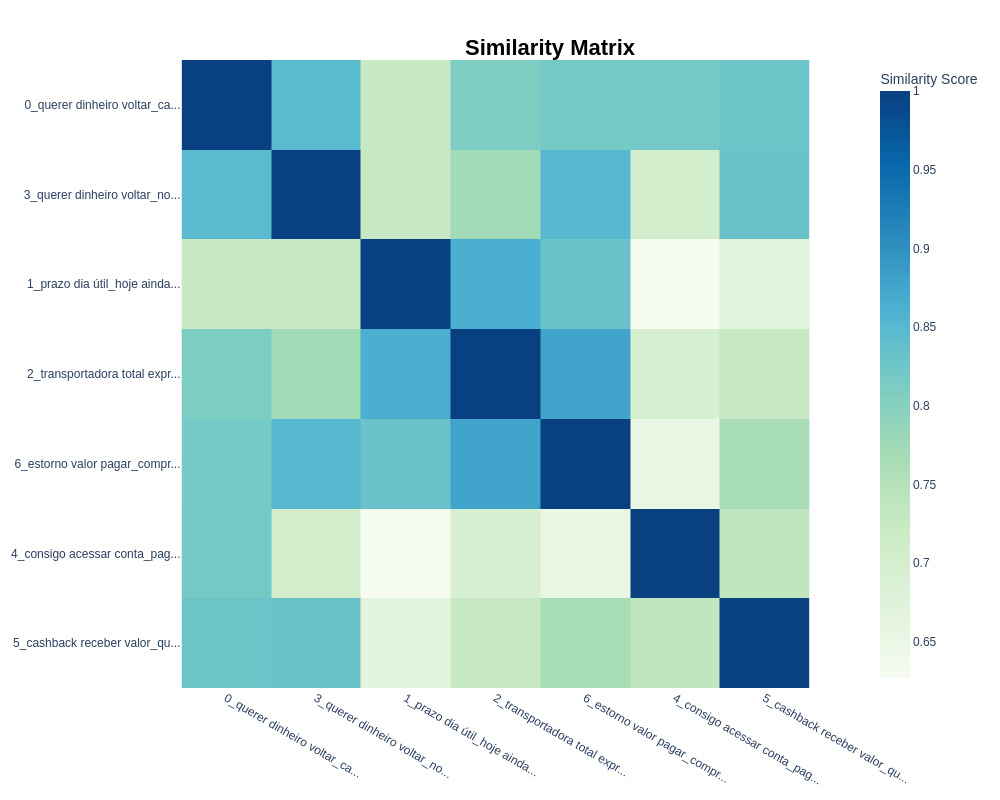 Similarity Matrix
Similarity Score
0_querer dinheiro voltar_ca...
3_querer dinheiro voltar_no...
1_prazo dia útil_hoje ainda...
2_transportadora total expr...
6_estorno valor pagar_compr...
4_consigo acessar conta_pag...
5_cashback receber valor_qu...
1
0.95
0.9
0.85
0.8
0.75
0.7
0.65
0_querer dinheiro voltar_ca...
3_querer dinheiro voltar_no...
1_prazo dia útil_hoje ainda...
2_transportadora total expr...
6_estorno valor pagar_compr...
4_consigo acessar conta_pag...
5_cashback receber valor_qu...